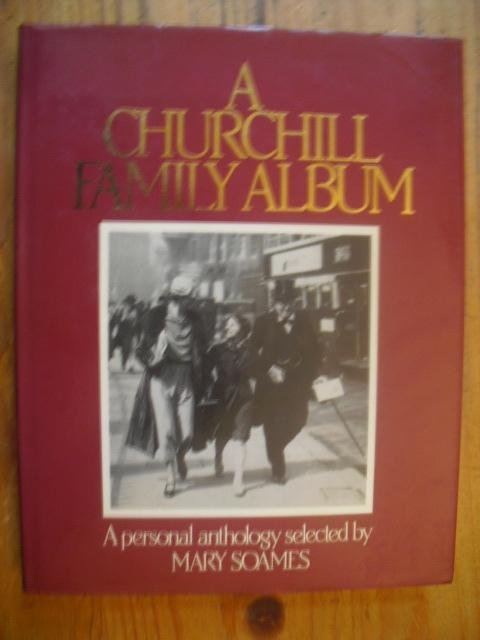 A
CHURCHILL
FAMILY ALBUM
A personal anthology selected by
MARY SOAMES